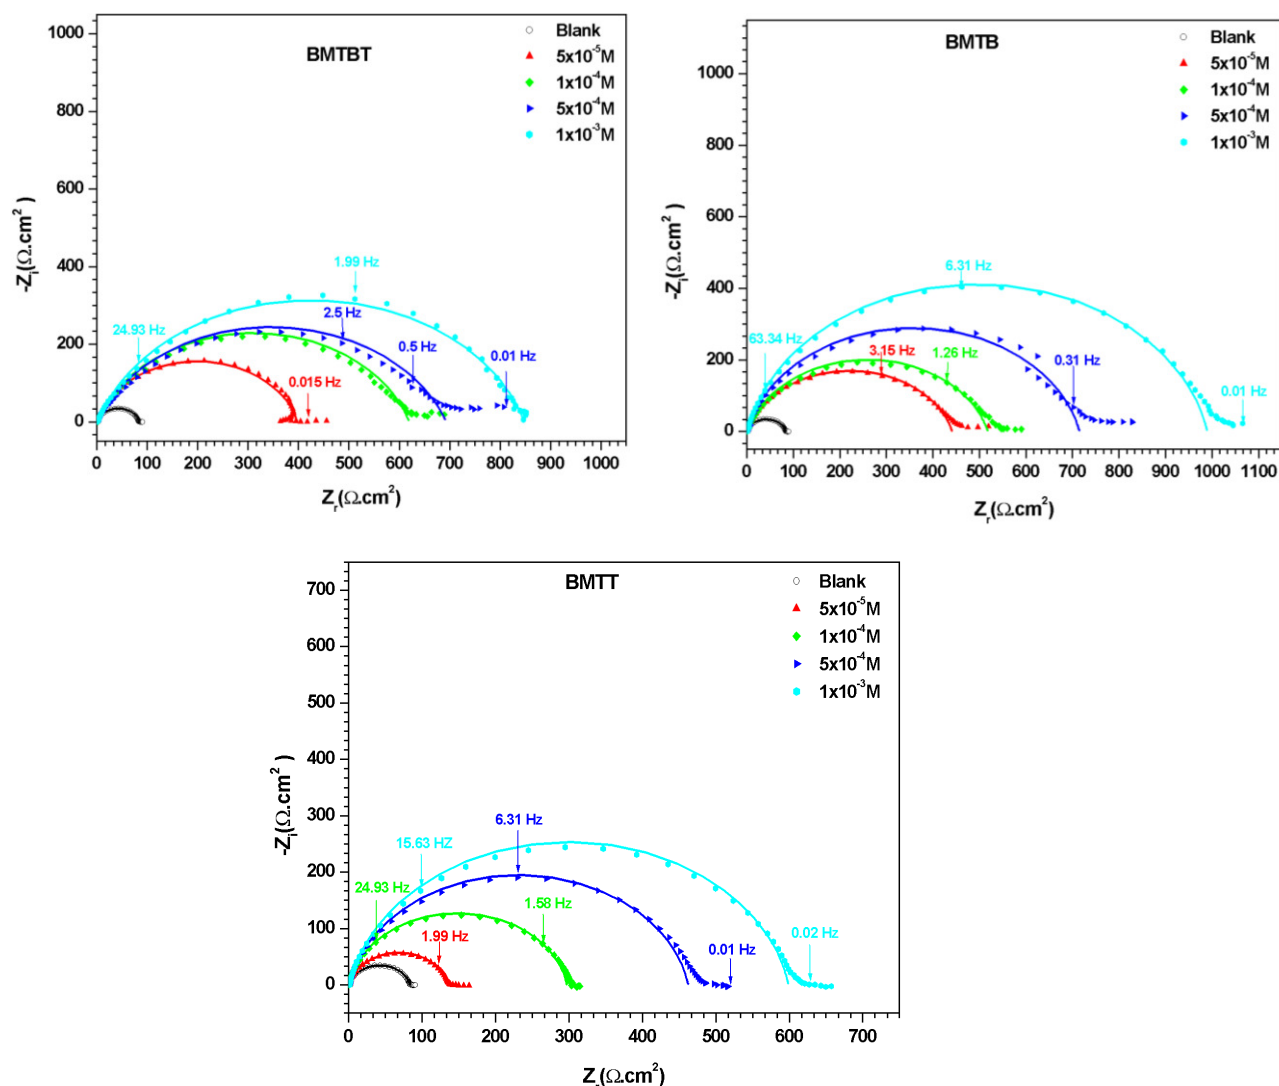 BMTBT
Blank
5x10⁻⁵M
1x10⁻⁴M
5x10⁻⁴M
1x10⁻³M
1000
800
600
400
200
0
-Zᵢ(Ω.cm²)
24.93 Hz
1.99 Hz
2.5 Hz
0.5 Hz
0.01 Hz
0.015 Hz
0 100 200 300 400 500 600 700 800 900 1000
Zᵣ(Ω.cm²)
BMTB
Blank
5x10⁻⁵M
1x10⁻⁴M
5x10⁻⁴M
1x10⁻³M
1000
800
600
400
200
0
-Zᵢ(Ω.cm²)
63.34 Hz
6.31 Hz
3.15 Hz
1.26 Hz
0.31 Hz
0.01 Hz
0 100 200 300 400 500 600 700 800 900 1000 1100
Zᵣ(Ω.cm²)
BMTT
Blank
5x10⁻⁵M
1x10⁻⁴M
5x10⁻⁴M
1x10⁻³M
700
600
500
400
300
200
100
0
-Zᵢ(Ω.cm²)
15.63 HZ
6.31 Hz
24.93 Hz
1.58 Hz
1.99 Hz
0.01 Hz
0.02 Hz
0 100 200 300 400 500 600 700
(Ω.cm²)